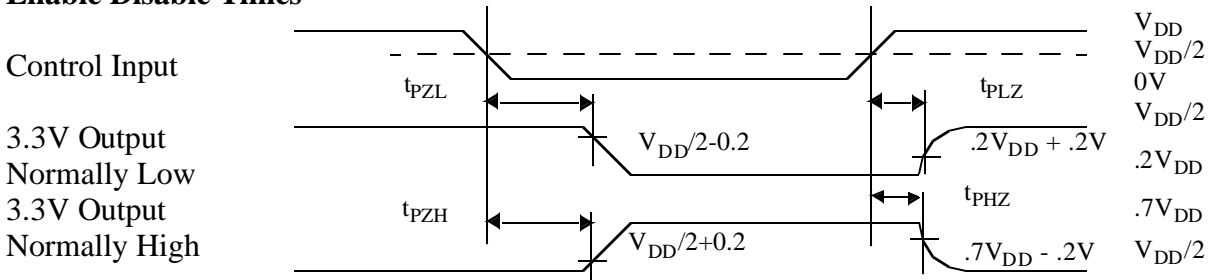 Enable Disable Times
V_DD
V_DD/2
Control Input
0V
t_PZL
t_PLZ
V_DD/2
3.3V Output
Normally Low
V_DD/2-0.2
.2V_DD + .2V
.2V_DD
3.3V Output
Normally High
t_PZH
t_PHZ
.7V_DD
V_DD/2+0.2
.7V_DD - .2V
V_DD/2